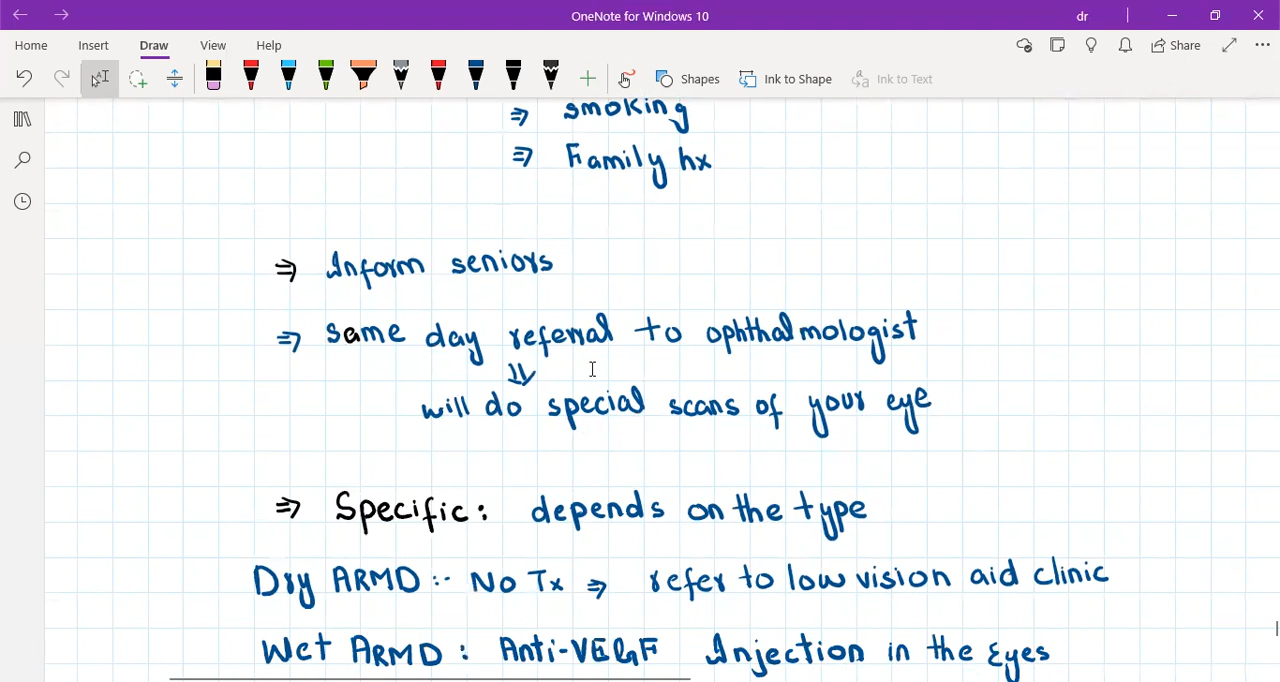 OneNote for Windows 10
dr
Home Insert Draw View Help
Share
Shapes Ink to Shape Ink to Text
⇒ smoking
⇒ Family hx
⇒ Inform seniors
⇒ same day referral to ophthalmologist
⇓
will do special scans of your eye
⇒ Specific: depends on the type
Dry ARMD :- No Tx ⇒ refer to low vision aid clinic
Wet ARMD : Anti-VEGF Injection in the Eyes